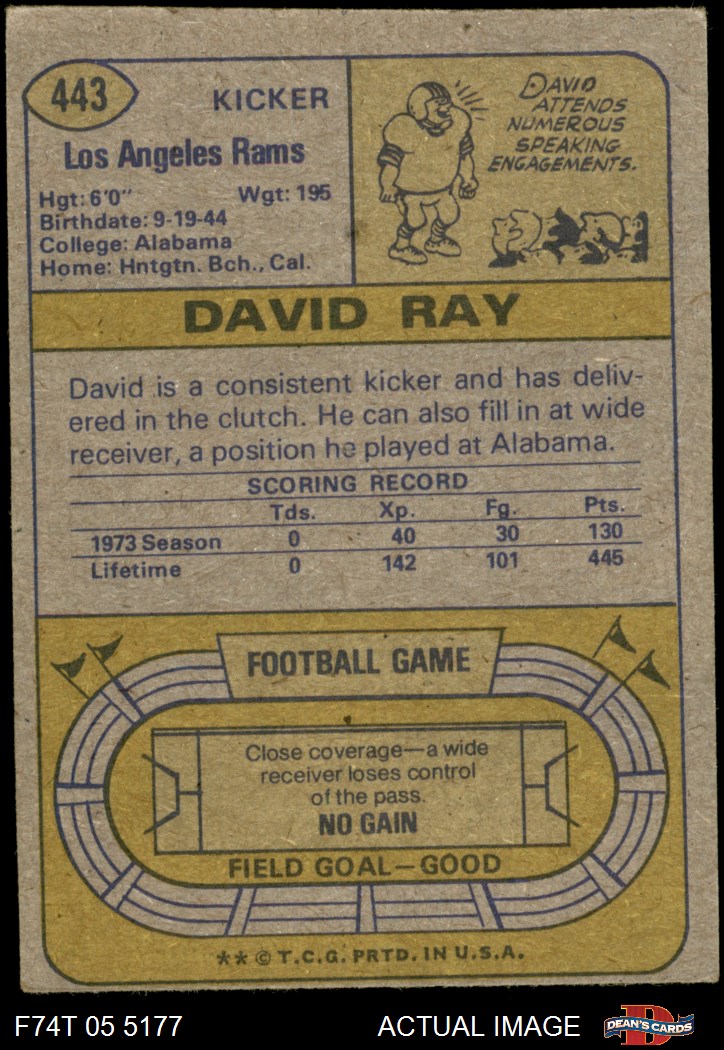 443
KICKER
Los Angeles Rams
Hgt: 6'0" Wgt: 195
Birthdate: 9-19-44
College: Alabama
Home: Hntgtn. Bch., Cal.
DAVID
ATTENDS
NUMEROUS
SPEAKING
ENGAGEMENTS.
DAVID RAY
David is a consistent kicker and has deliv-
ered in the clutch. He can also fill in at wide
receiver, a position he played at Alabama.
SCORING RECORD
Tds. Xp. Fg. Pts.
1973 Season 0 40 30 130
Lifetime 0 142 101 445
FOOTBALL GAME
Close coverage—a wide
receiver loses control
of the pass.
NO GAIN
FIELD GOAL—GOOD
** © T.C.G. PRTD. IN U.S.A.
F74T 05 5177 ACTUAL IMAGE
D
DEAN'S CARDS